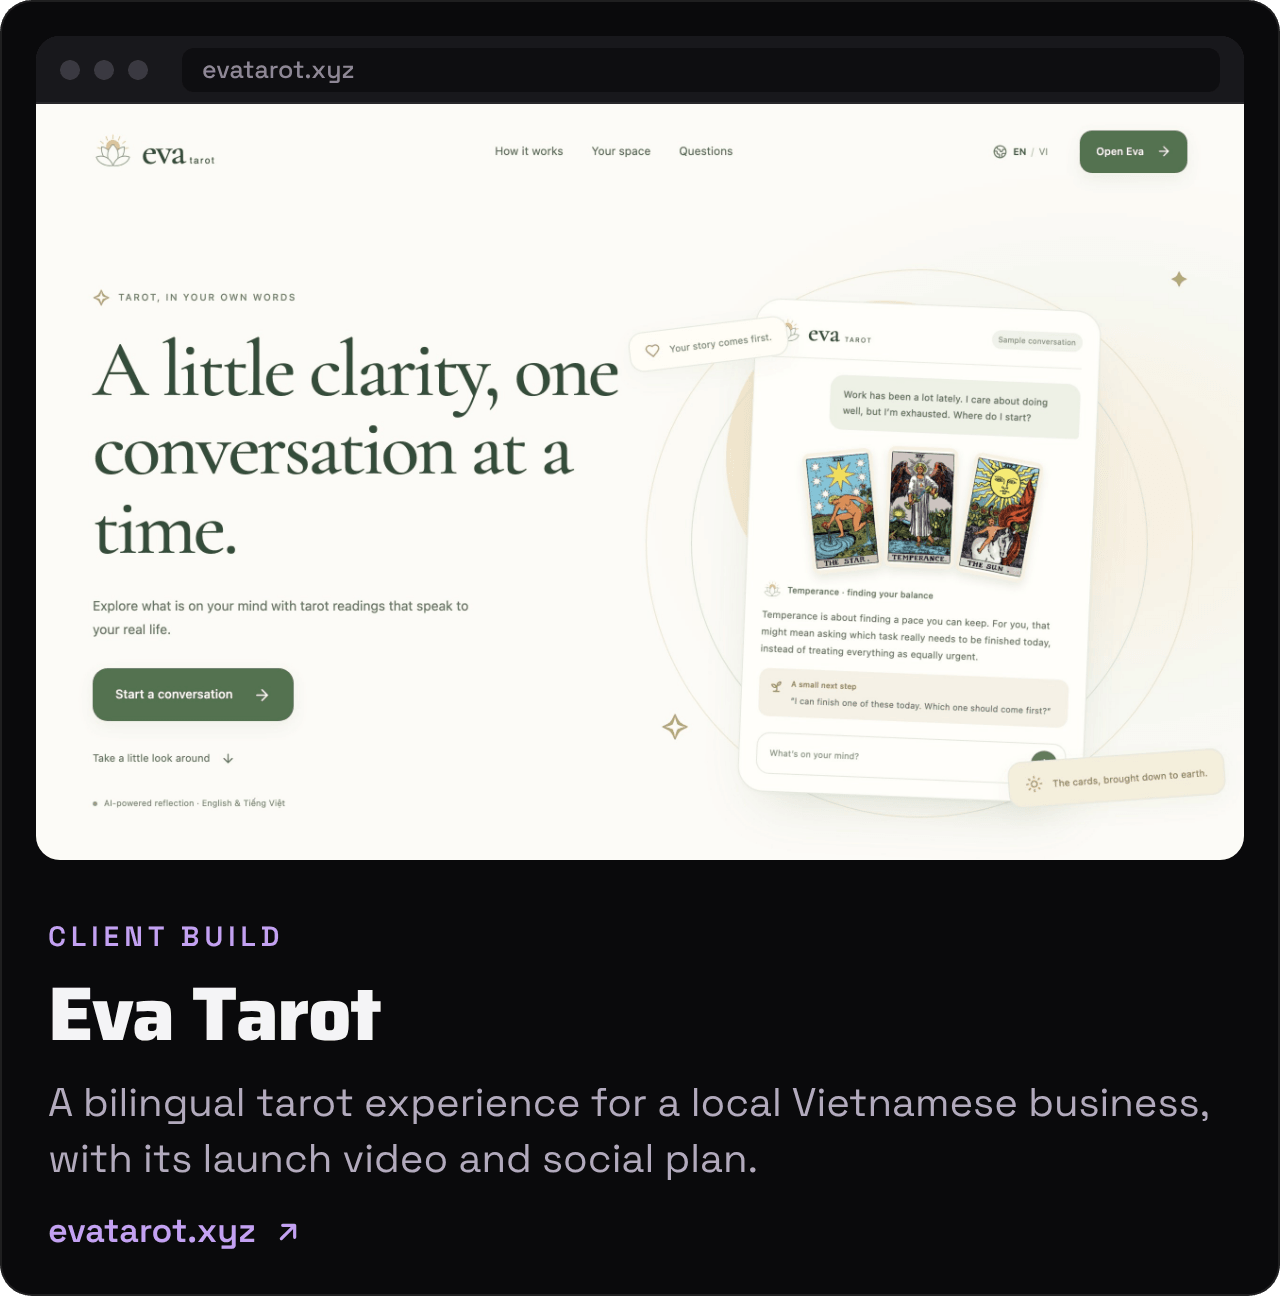 evatarot.xyz
eva tarot
How it works
Your space
Questions
EN / VI
Open Eva
TAROT, IN YOUR OWN WORDS
A little clarity, one
conversation at a
time.
Explore what is on your mind with tarot readings that speak to
your real life.
Start a conversation
Take a little look around
AI-powered reflection · English & Tiếng Việt
Your story comes first.
eva TAROT
Sample conversation
Work has been a lot lately. I care about doing
well, but I'm exhausted. Where do I start?
XVII
THE STAR.
XIV
TEMPERANCE.
THE SUN.
Temperance · finding your balance
Temperance is about finding a pace you can keep. For you, that
might mean asking which task really needs to be finished today,
instead of treating everything as equally urgent.
A small next step
"I can finish one of these today. Which one should come first?"
What's on your mind?
The cards, brought down to earth.
CLIENT BUILD
Eva Tarot
A bilingual tarot experience for a local Vietnamese business,
with its launch video and social plan.
evatarot.xyz